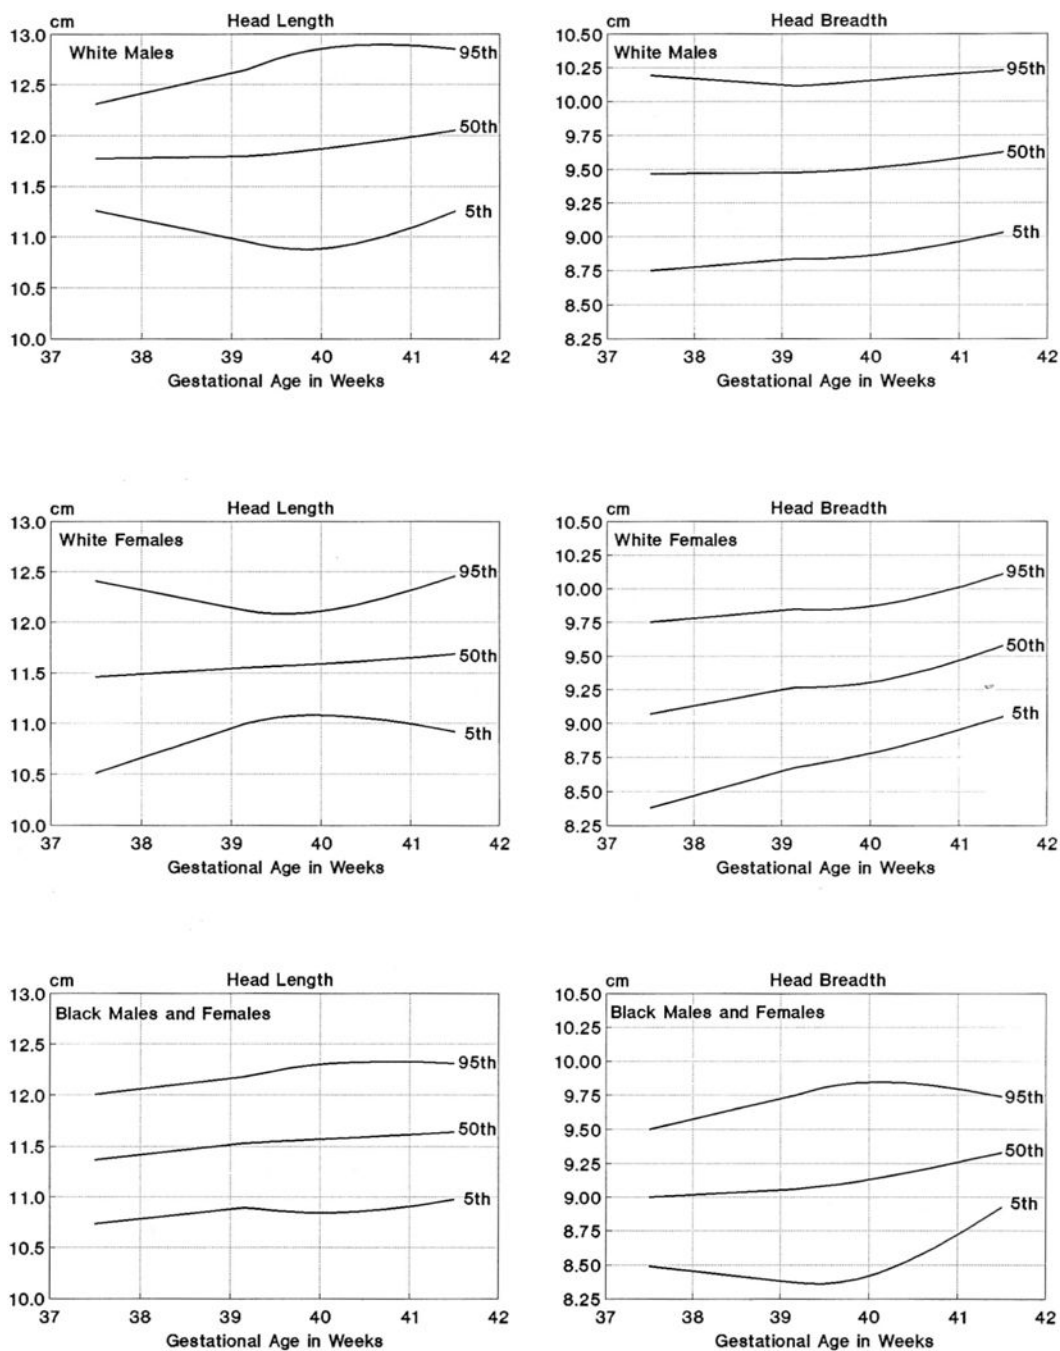 cm Head Length
13.0
White Males
95th
12.5
12.0
50th
11.5
5th
11.0
10.5
10.0
37 38 39 40 41 42
Gestational Age in Weeks
cm Head Breadth
10.50
White Males
10.25
95th
10.00
9.75
50th
9.50
9.25
5th
9.00
8.75
8.50
8.25
37 38 39 40 41 42
Gestational Age in Weeks
cm Head Length
13.0
White Females
12.5
95th
12.0
50th
11.5
11.0
5th
10.5
10.0
37 38 39 40 41 42
Gestational Age in Weeks
cm Head Breadth
10.50
White Females
10.25
95th
10.00
9.75
50th
9.50
9.25
5th
9.00
8.75
8.50
8.25
37 38 39 40 41 42
Gestational Age in Weeks
cm Head Length
13.0
Black Males and Females
12.5
95th
12.0
50th
11.5
11.0
5th
10.5
10.0
37 38 39 40 41 42
Gestational Age in Weeks
cm Head Breadth
10.50
Black Males and Females
10.25
10.00
9.75
95th
9.50
50th
9.25
9.00
5th
8.75
8.50
8.25
37 38 39 40 41 42
Gestational Age in Weeks